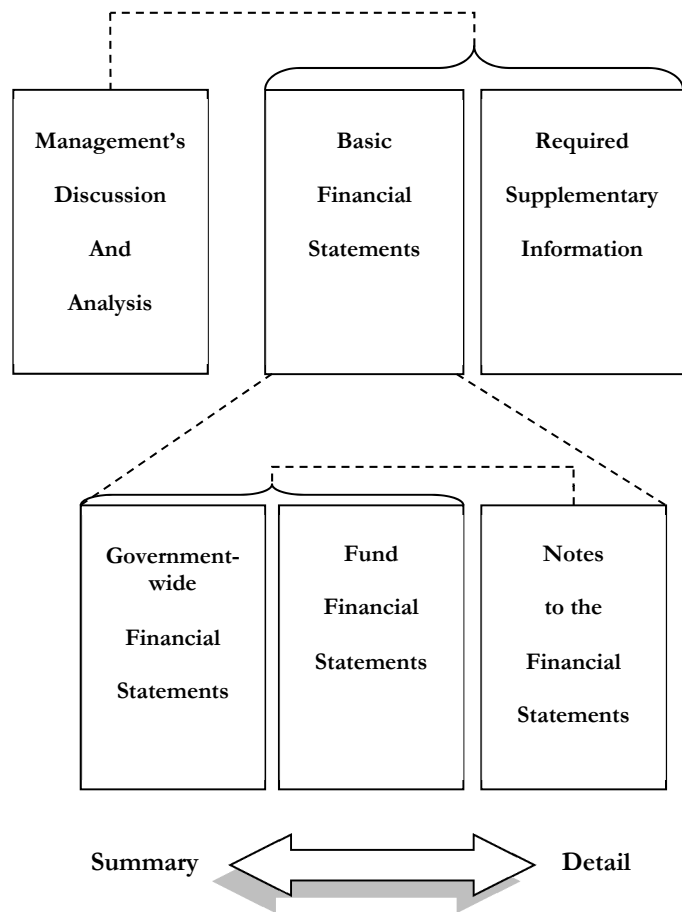 Management's
Discussion
And
Analysis
Basic
Financial
Statements
Required
Supplementary
Information
Government-
wide
Financial
Statements
Fund
Financial
Statements
Notes
to the
Financial
Statements
Summary
Detail